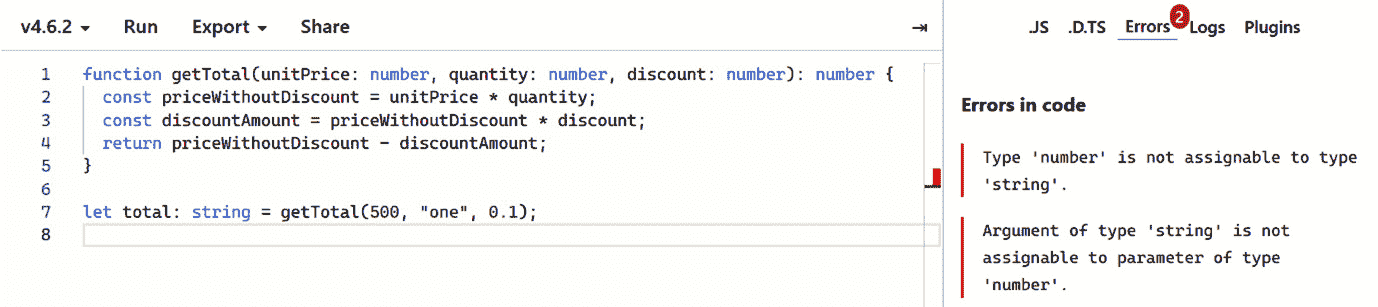 v4.6.2 Run Export Share
.JS .D.TS Errors 2 Logs Plugins
1 function getTotal(unitPrice: number, quantity: number, discount: number): number {
2 const priceWithoutDiscount = unitPrice * quantity;
3 const discountAmount = priceWithoutDiscount * discount;
4 return priceWithoutDiscount - discountAmount;
5 }
6
7 let total: string = getTotal(500, "one", 0.1);
8
Errors in code
Type 'number' is not assignable to type
'string'.
Argument of type 'string' is not
assignable to parameter of type
'number'.